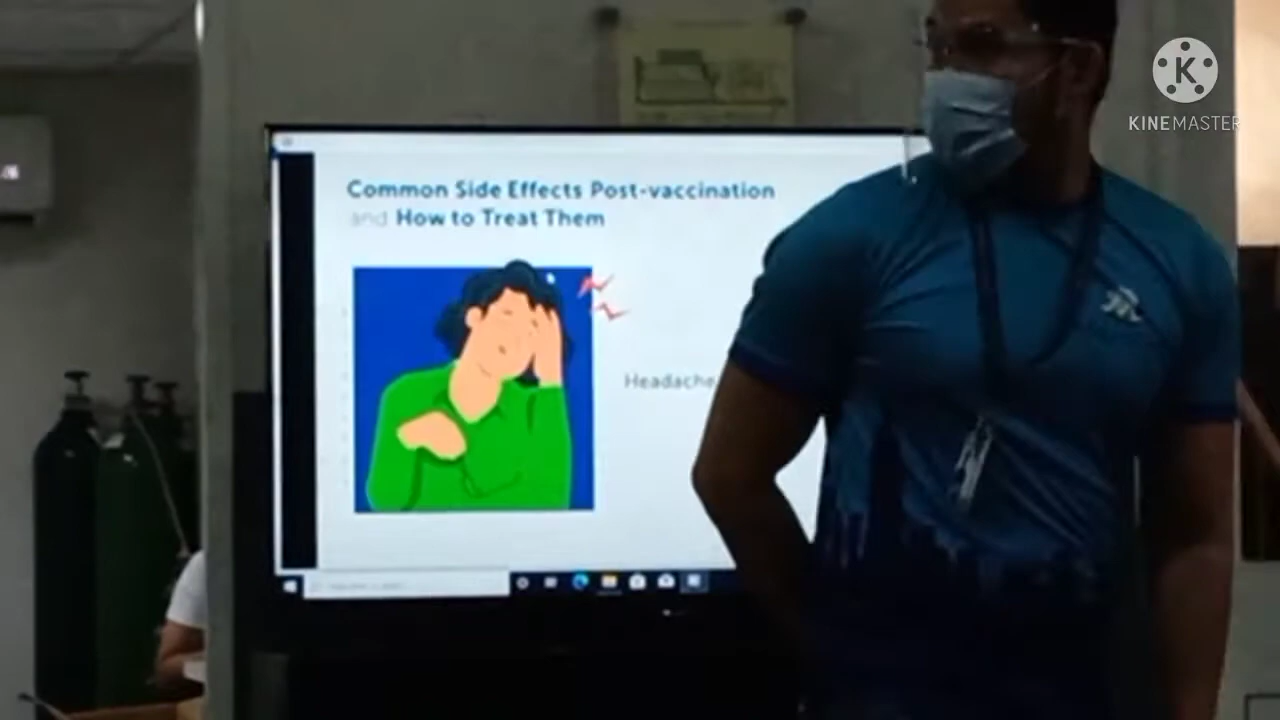 Common Side Effects Post-vaccination
and How to Treat Them
Headache
KINEMASTER